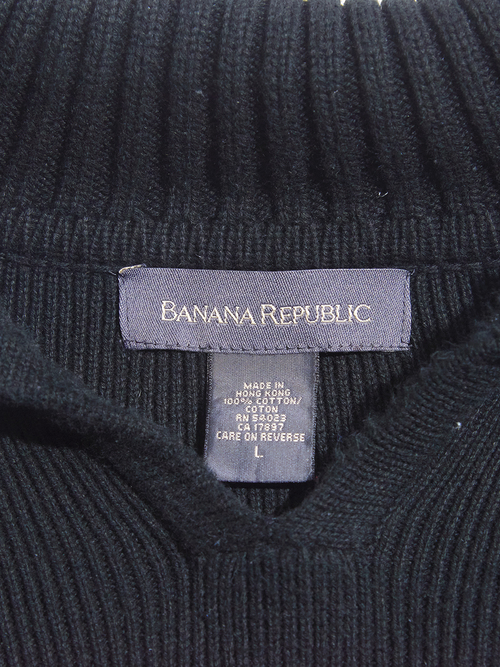 BANANA REPUBLIC
MADE IN
HONG KONG
100% COTTON/
COTON
RN 54023
CA 17897
CARE ON REVERSE
L